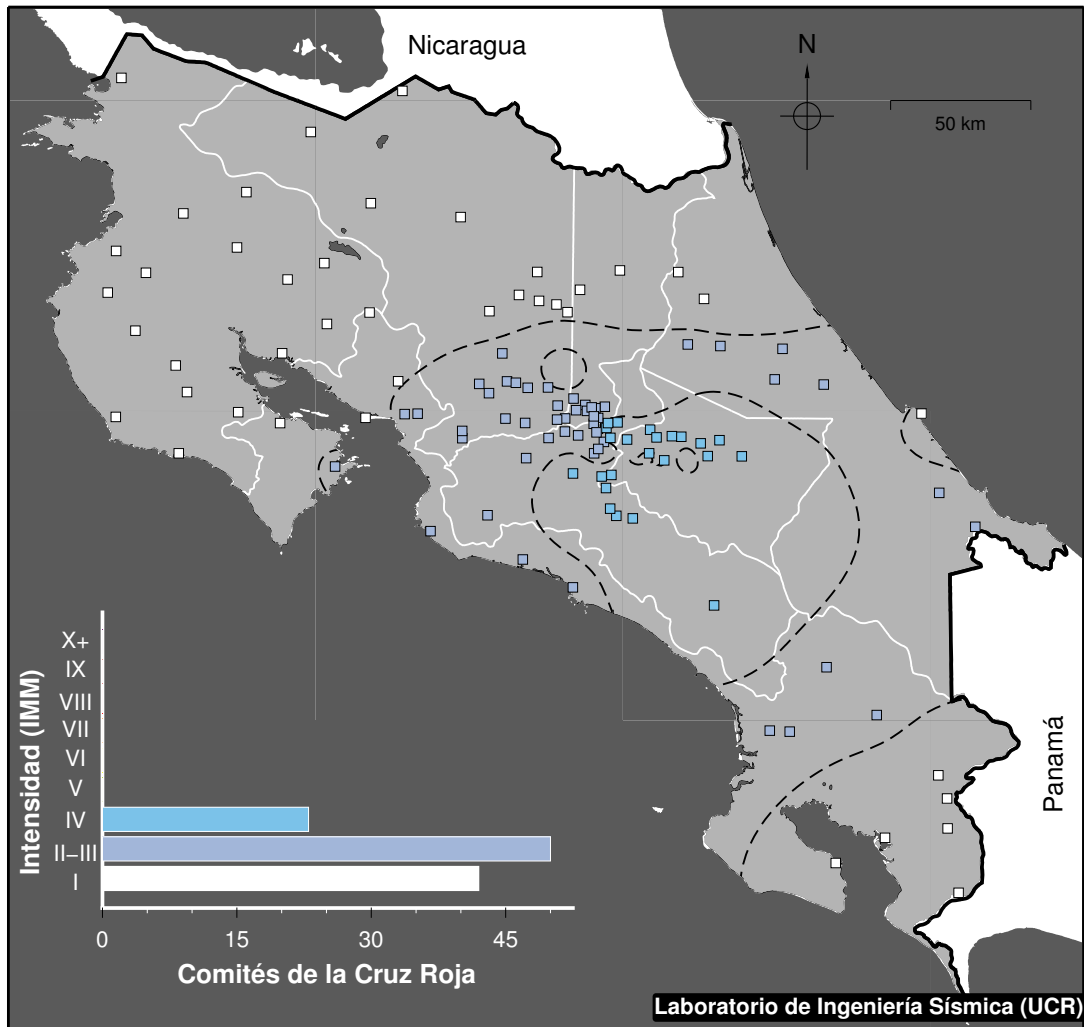 Nicaragua
N
50 km
Panamá
Intensidad (IMM)
X+
IX
VIII
VII
VI
V
IV
II−III
I
0 15 30 45
Comités de la Cruz Roja
Laboratorio de Ingeniería Sísmica (UCR)